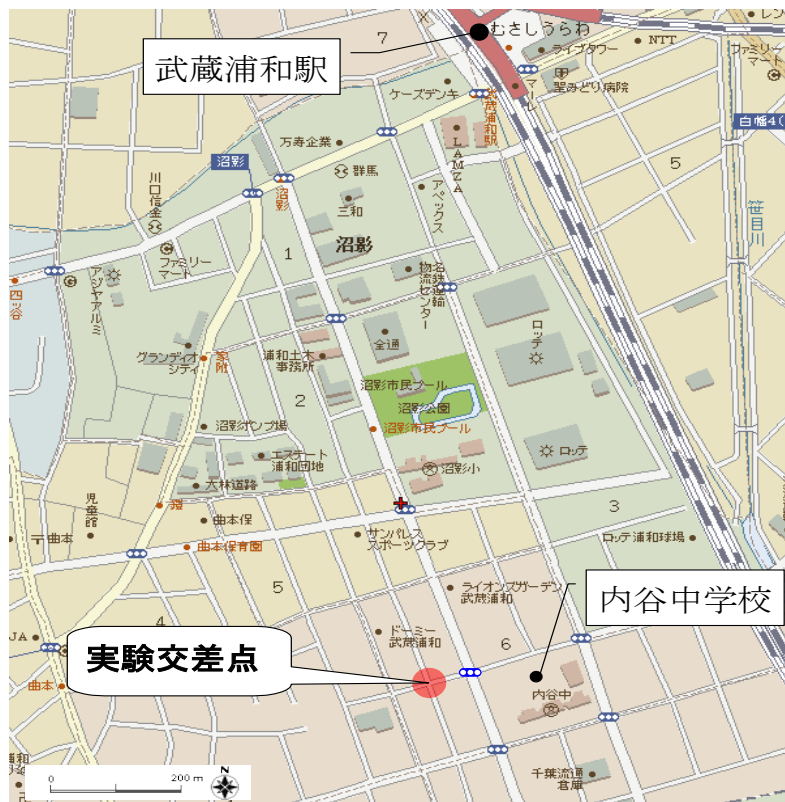 7
むさしうらわ
武蔵浦和駅
ライブタワー
NTT
レン
ファミリー
マート
ケーズデンキ
マーレ
聖みどり病院
武蔵浦和駅
白幡4(
万寿企業
LAMZA
5
沼影
群馬
沼影
川口信金
三和
アペックス
笹目川
1
沼影
ファミリー
マート
名鉄運輸
物流センター
四ッ谷
アジヤアルミ
全通
ロッテ
グランディオ
シティ
家附
浦和土木
事務所
沼影市民プール
2
沼影公園
沼影ポンプ場
沼影市民プール
エステート
浦和団地
沼影小
ロッテ
大林道路
児童館
曲本
曲本保
3
サンパレス
スポーツクラブ
ロッテ浦和球場
曲本保育園
5
ライオンズガーデン
武蔵浦和
内谷中学校
4
JA
ドーミー
武蔵浦和
6
実験交差点
曲本
内谷中
浦和
千葉流通
倉庫
0
200 m
N